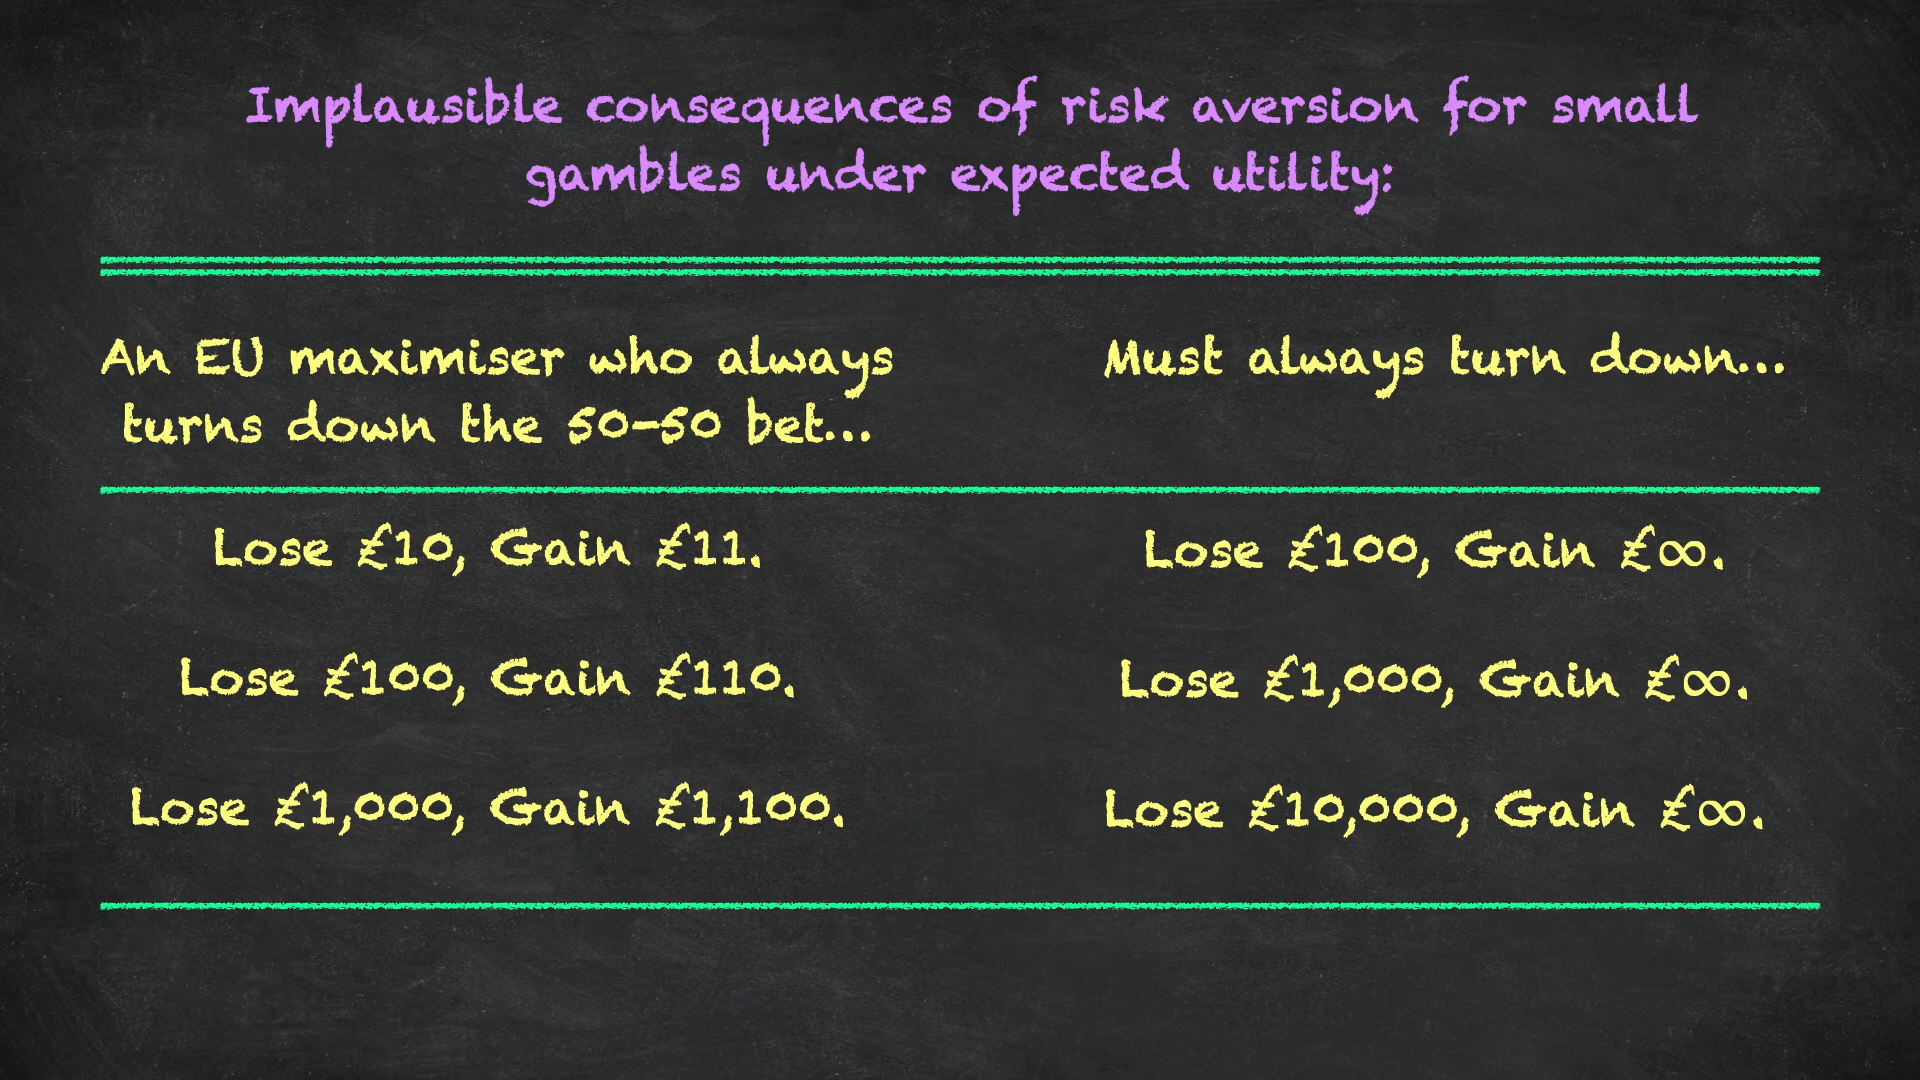 Implausible consequences of risk aversion for small
gambles under expected utility:
An EU maximiser who always
turns down the 50-50 bet...
Must always turn down...
Lose £10, Gain £11.
Lose £100, Gain £∞.
Lose £100, Gain £110.
Lose £1,000, Gain £∞.
Lose £1,000, Gain £1,100.
Lose £10,000, Gain £∞.